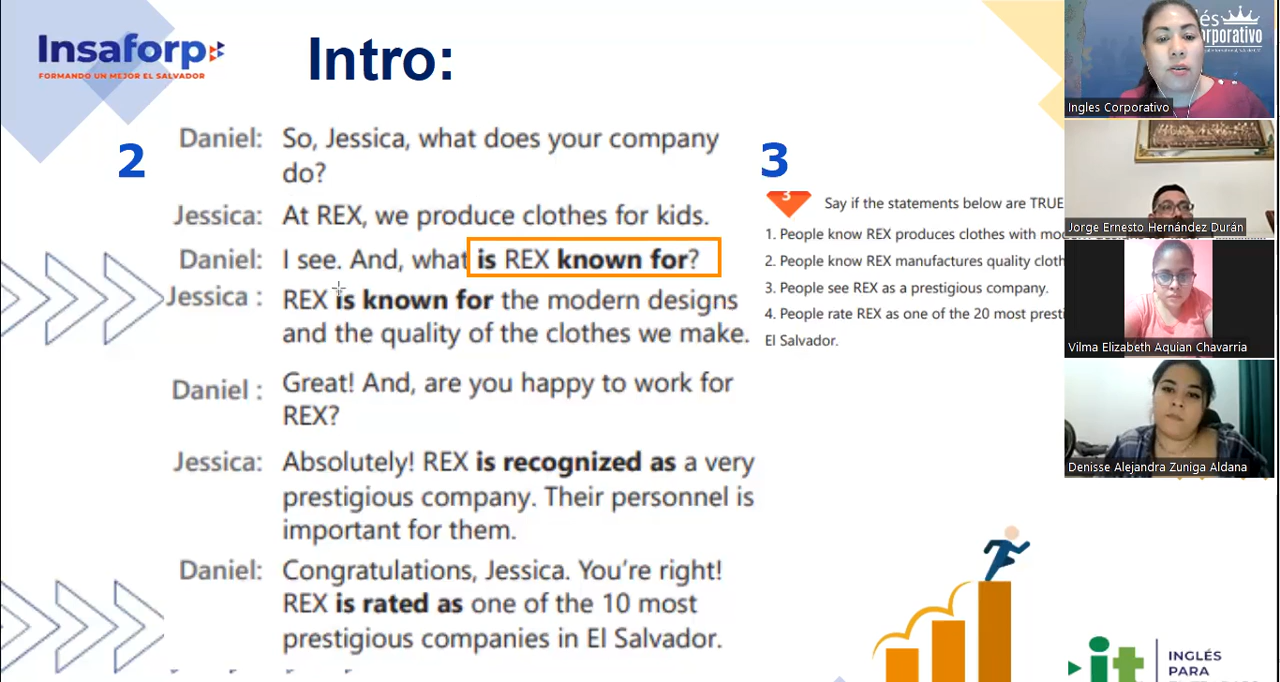 Insaforp
FORMANDO UN MEJOR EL SALVADOR
Intro:
2
Daniel: So, Jessica, what does your company
do?
Jessica: At REX, we produce clothes for kids.
Daniel: I see. And, what is REX known for?
Jessica : REX is known for the modern designs
and the quality of the clothes we make.
Daniel : Great! And, are you happy to work for
REX?
Jessica: Absolutely! REX is recognized as a very
prestigious company. Their personnel is
important for them.
Daniel: Congratulations, Jessica. You're right!
REX is rated as one of the 10 most
prestigious companies in El Salvador.
3
3
Say if the statements below are TRUE
1. People know REX produces clothes with
2. People know REX manufactures quality
3. People see REX as a prestigious company.
4. People rate REX as one of the 20 most
El Salvador.
Ingles Corporativo
Jorge Ernesto Hernández Durán
Vilma Elizabeth Aquian Chavarria
Denisse Alejandra Zuniga Aldana
it
INGLÉS
PARA